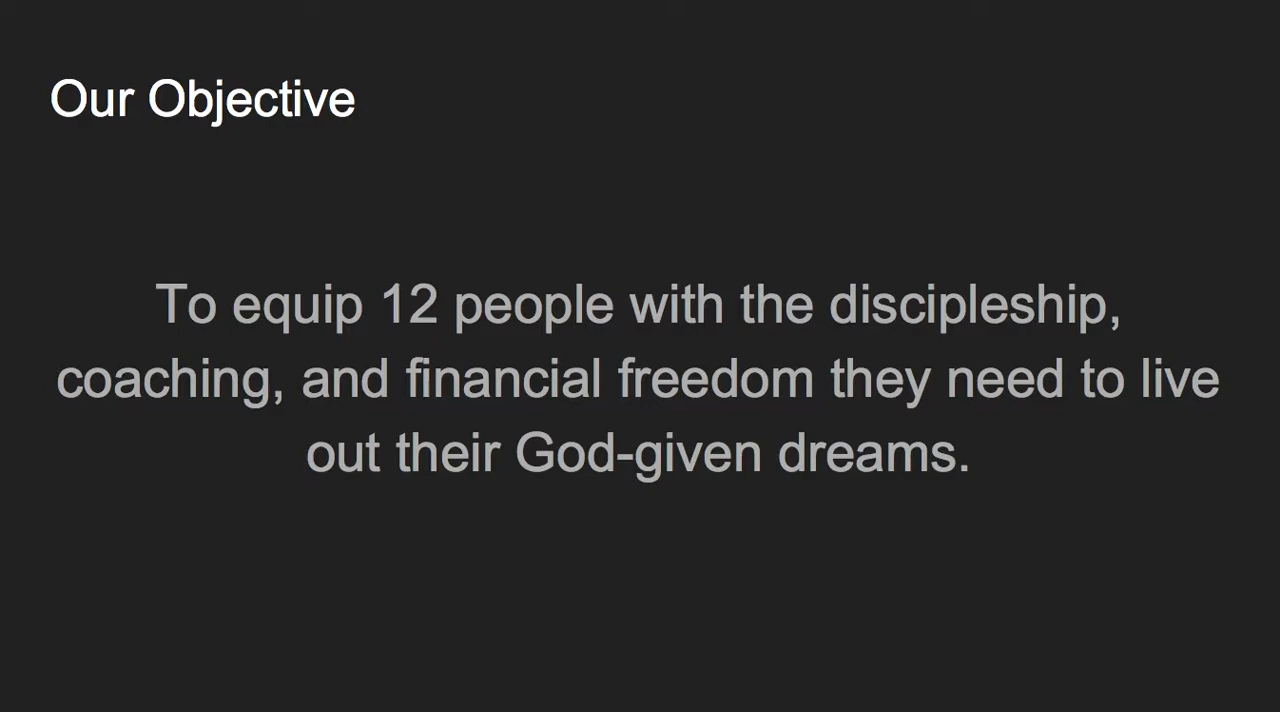 Our Objective
To equip 12 people with the discipleship,
coaching, and financial freedom they need to live
out their God-given dreams.